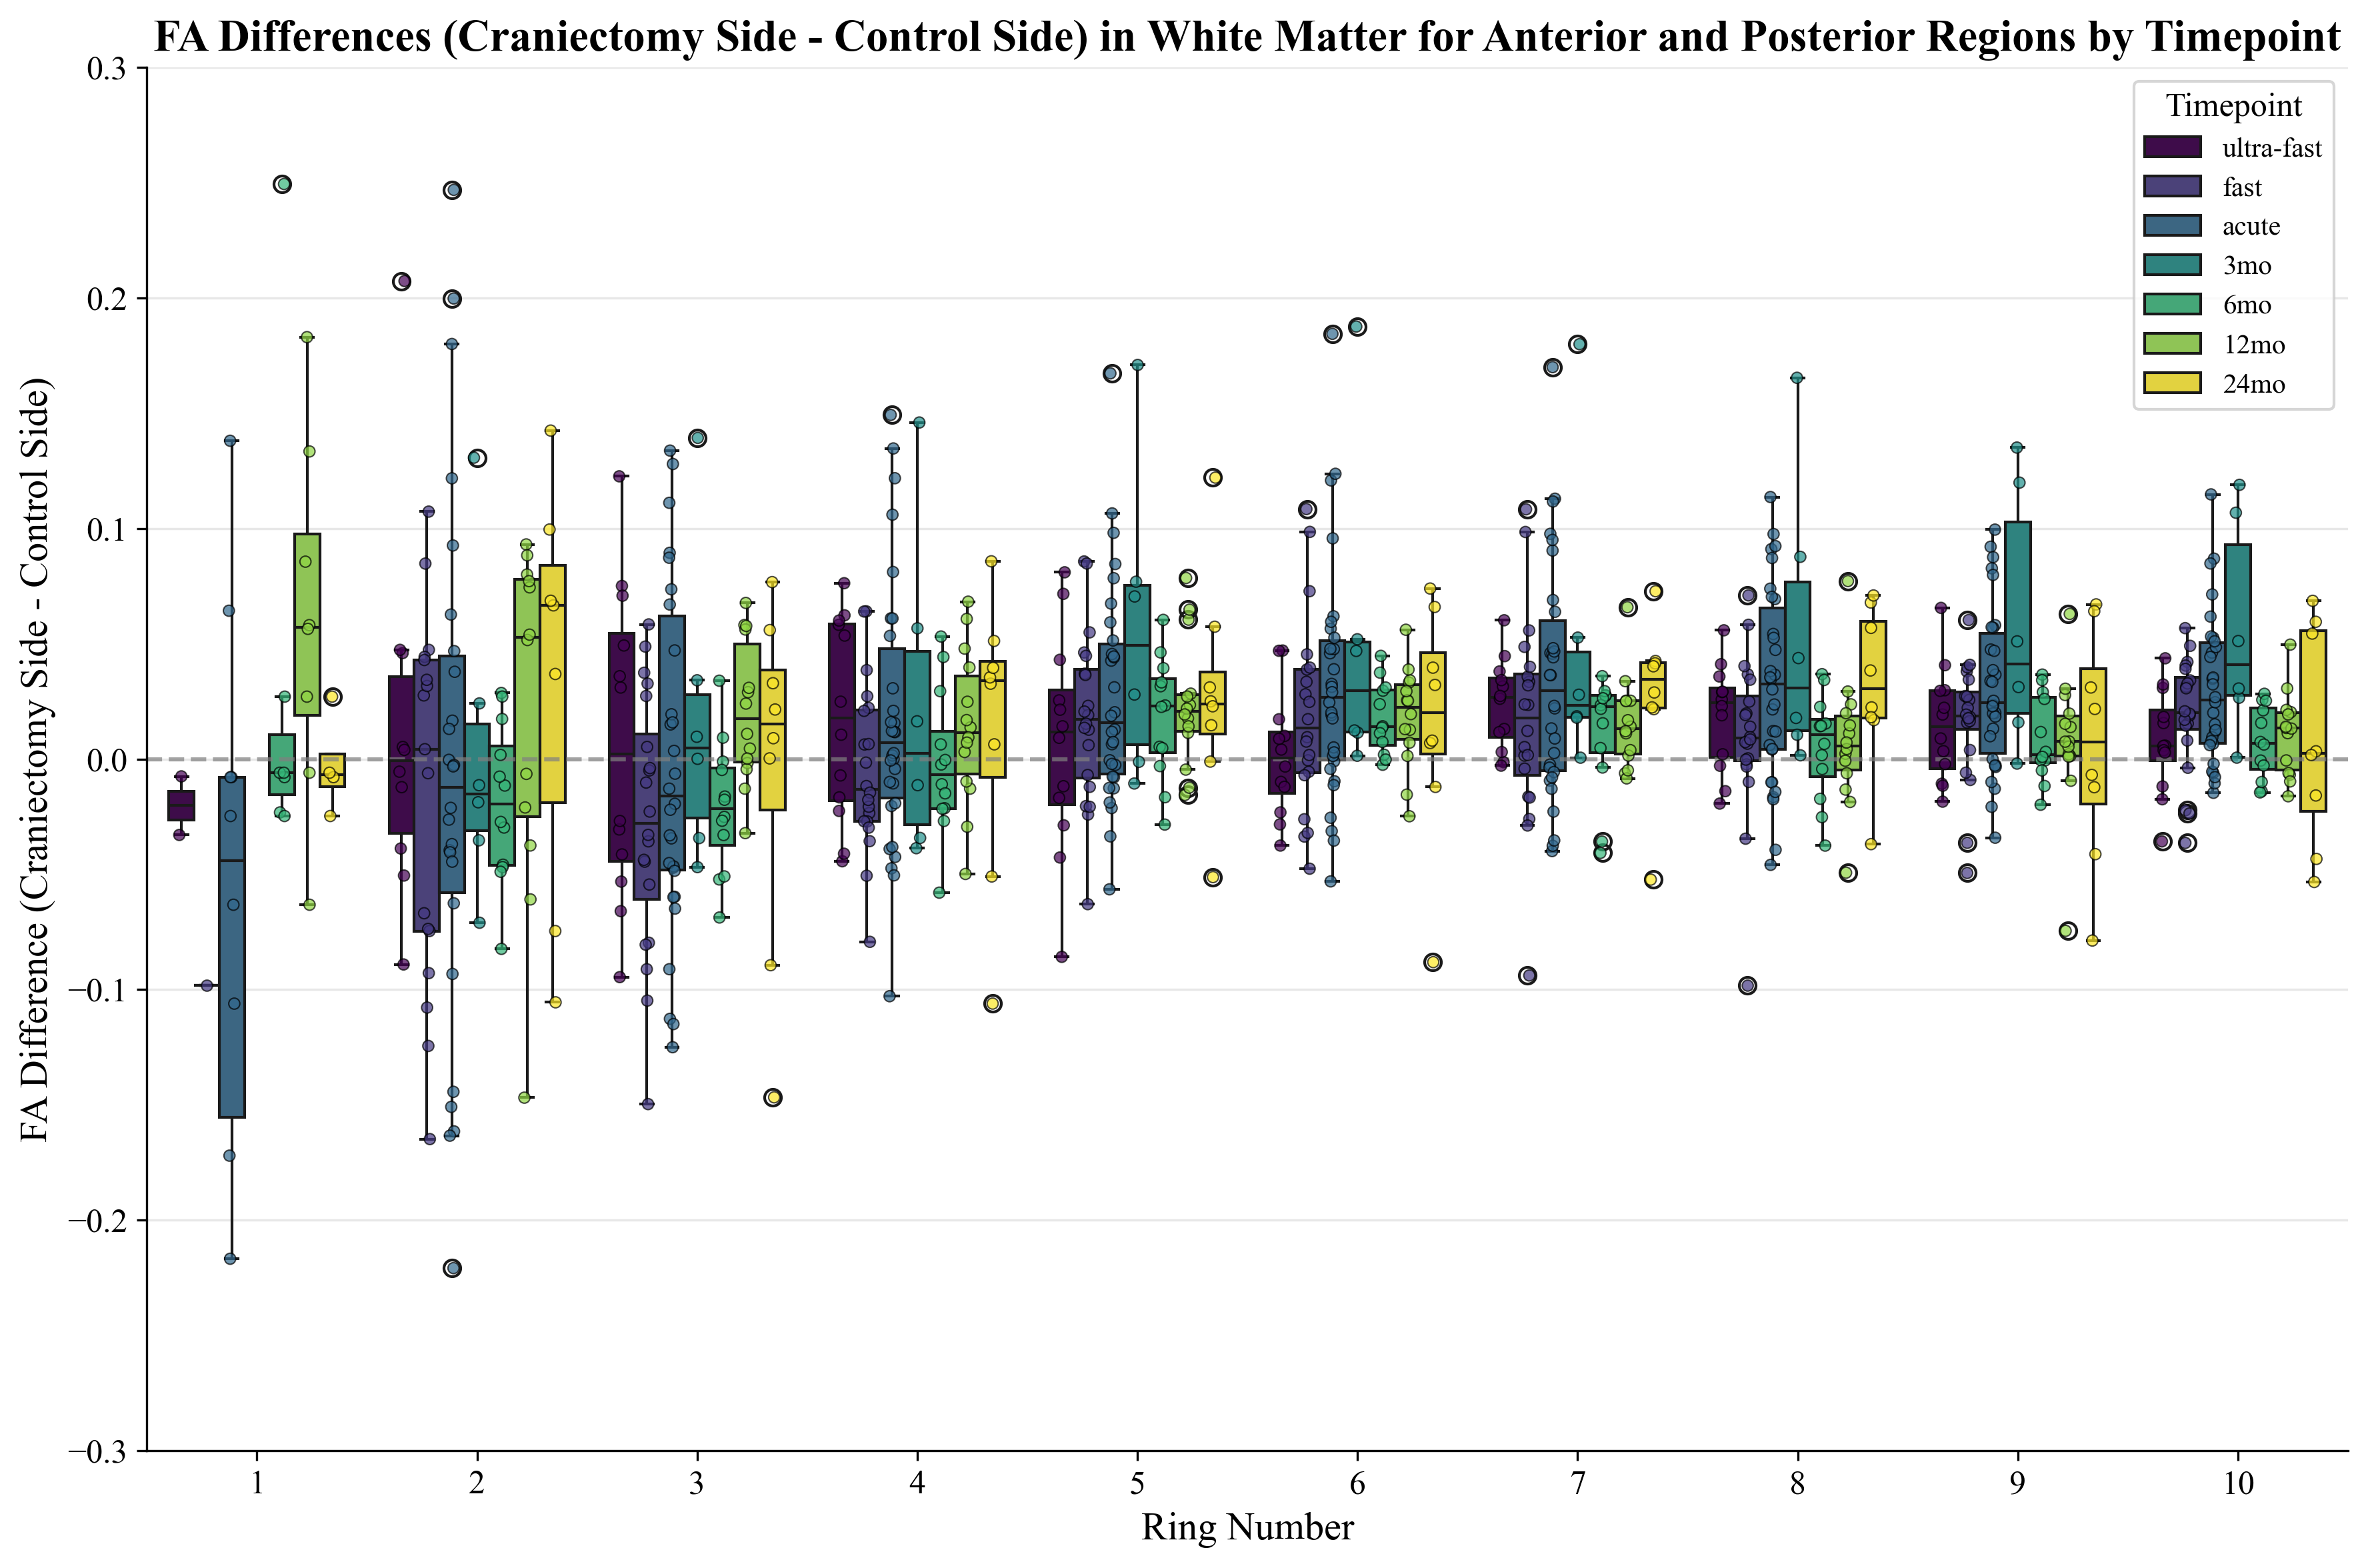 FA Differences (Craniectomy Side - Control Side) in White Matter for Anterior and Posterior Regions by Timepoint
FA Difference (Craniectomy Side - Control Side)
0.3
0.2
0.1
0.0
−0.1
−0.2
−0.3
Timepoint
ultra-fast
fast
acute
3mo
6mo
12mo
24mo
1 2 3 4 5 6 7 8 9 10
Ring Number